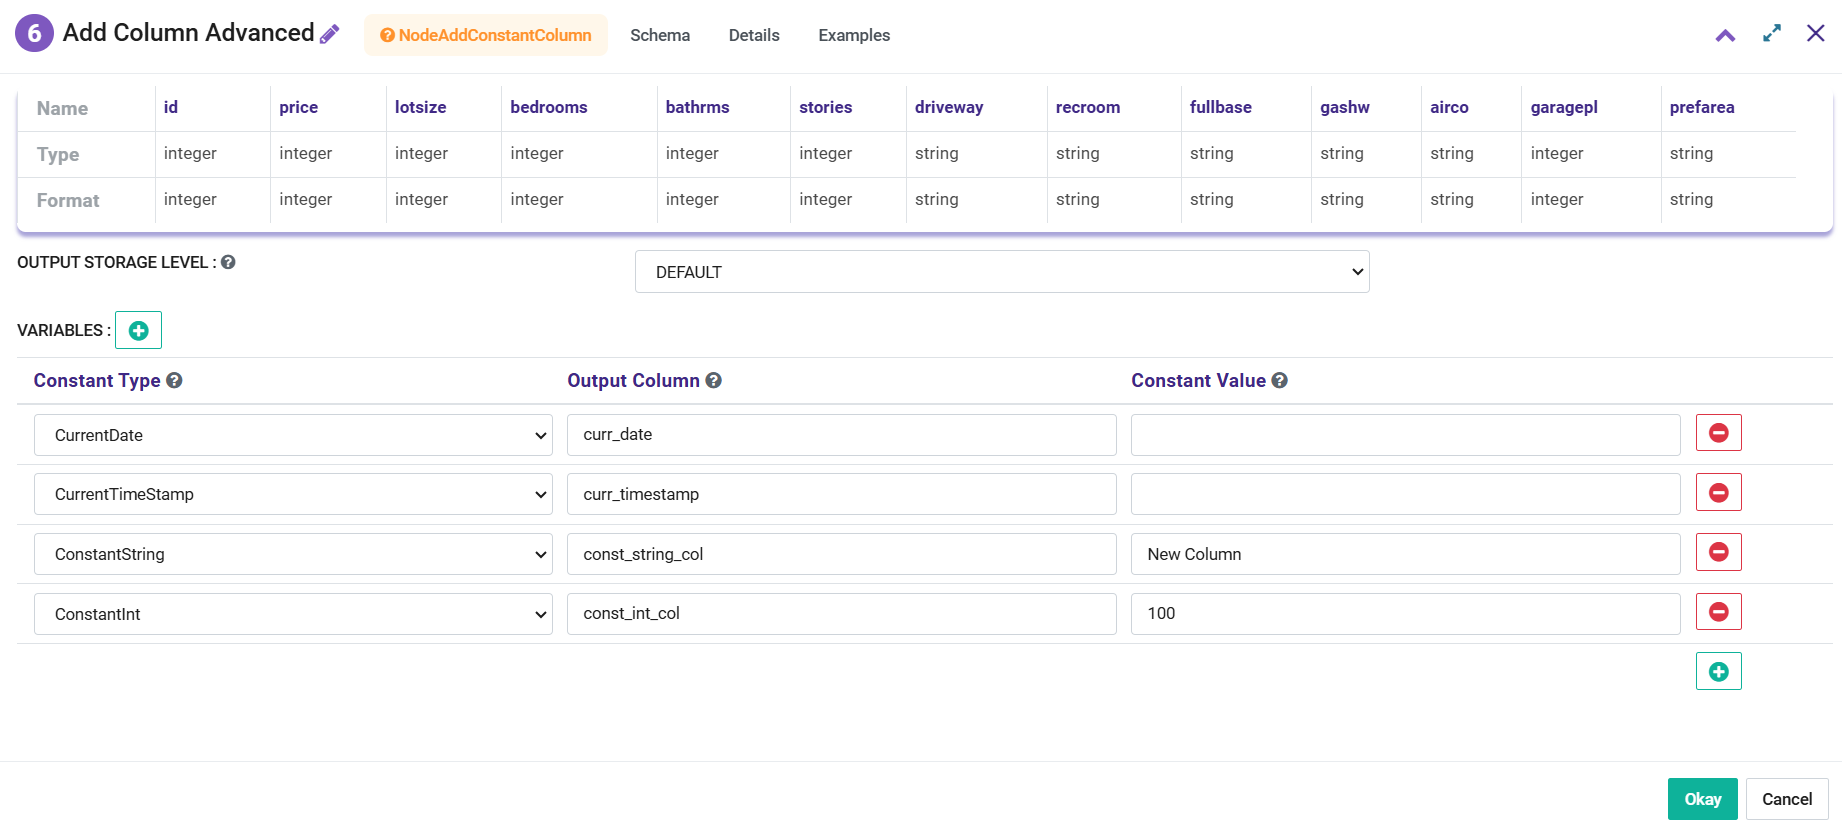 6 Add Column Advanced NodeAddConstantColumn Schema Details Examples
Name id price lotsize bedrooms bathrms stories driveway recroom fullbase gashw airco garagepl prefarea
Type integer integer integer integer integer integer string string string string string integer string
Format integer integer integer integer integer integer string string string string string integer string
OUTPUT STORAGE LEVEL : DEFAULT
VARIABLES :
Constant Type Output Column Constant Value
CurrentDate curr_date
CurrentTimeStamp curr_timestamp
ConstantString const_string_col New Column
ConstantInt const_int_col 100
Okay Cancel